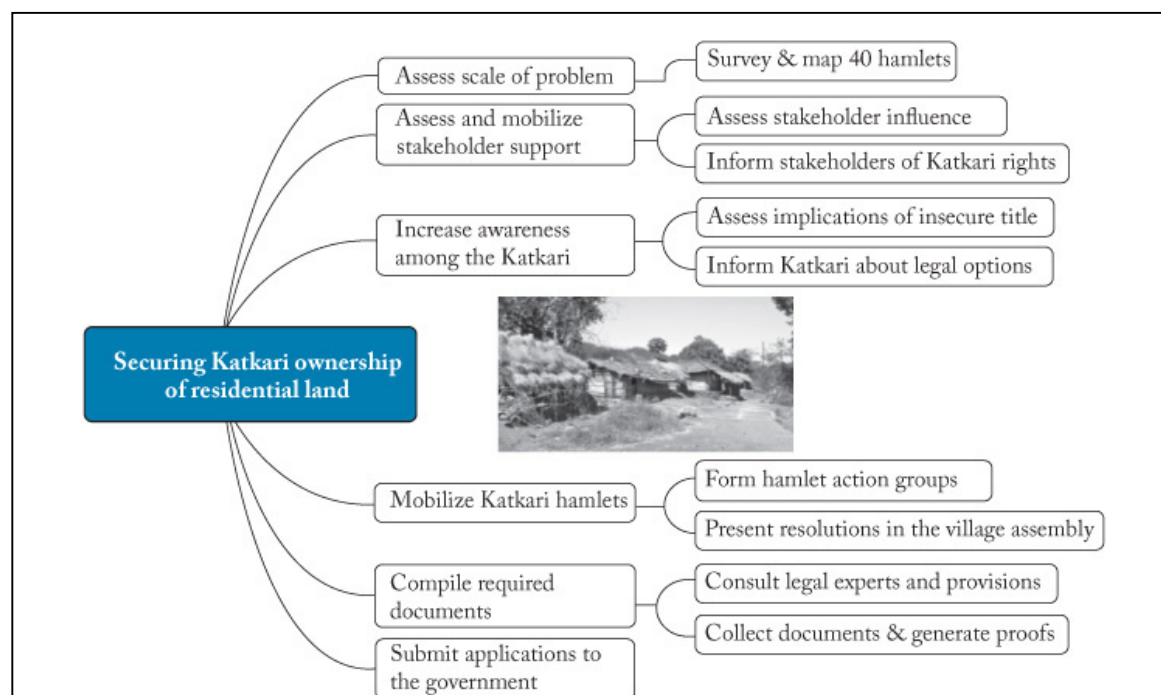 Securing Katkari ownership
of residential land
Assess scale of problem
Survey & map 40 hamlets
Assess and mobilize
stakeholder support
Assess stakeholder influence
Inform stakeholders of Katkari rights
Increase awareness
among the Katkari
Assess implications of insecure title
Inform Katkari about legal options
Mobilize Katkari hamlets
Form hamlet action groups
Present resolutions in the village assembly
Compile required
documents
Consult legal experts and provisions
Collect documents & generate proofs
Submit applications to
the government